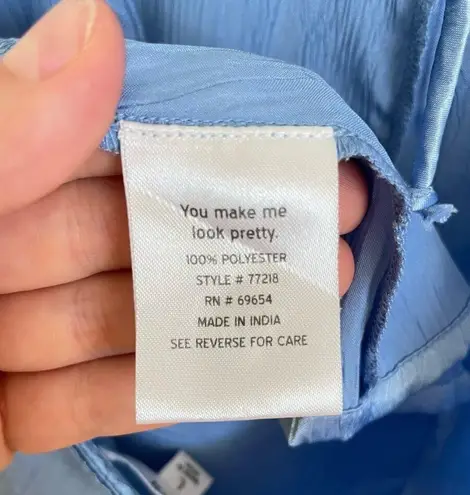 You make me
look pretty.
100% POLYESTER
STYLE # 77218
RN # 69654
MADE IN INDIA
SEE REVERSE FOR CARE